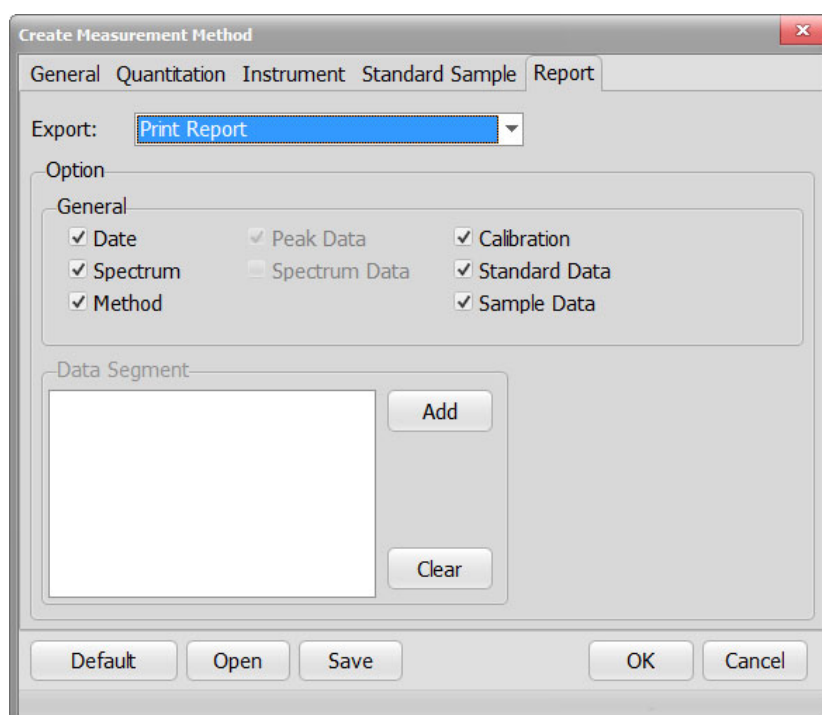 Create Measurement Method
General Quantitation Instrument Standard Sample Report
Export: Print Report
Option
General
Date Peak Data Calibration
Spectrum Spectrum Data Standard Data
Method Sample Data
Data Segment
Add
Clear
Default Open Save OK Cancel